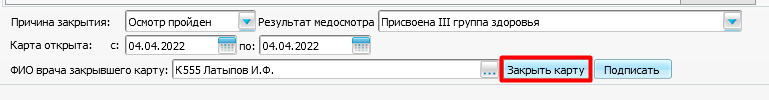 Причина закрытия: Осмотр пройден Результат медосмотра Присвоена III группа здоровья
Карта открыта: с: 04.04.2022 по: 04.04.2022
ФИО врача закрывшего карту: К555 Латыпов И.Ф. ... Закрыть карту Подписать